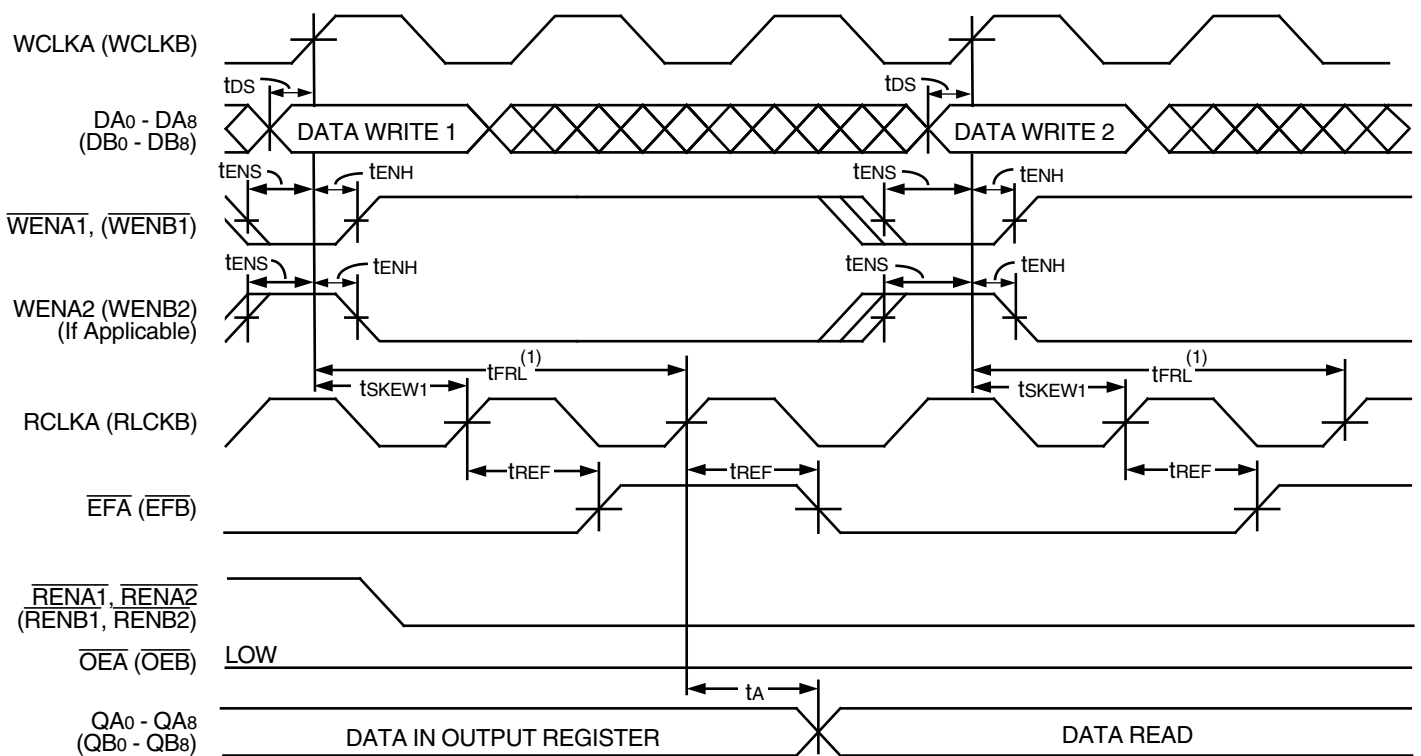 WCLKA (WCLKB)
tDS
tDS
DA0 - DA8
(DB0 - DB8)
DATA WRITE 1
DATA WRITE 2
tENS
tENH
tENS
tENH
WENA1, (WENB1)
tENS
tENH
tENS
tENH
WENA2 (WENB2)
(If Applicable)
tFRL(1)
tFRL(1)
tSKEW1
tSKEW1
RCLKA (RLCKB)
tREF
tREF
tREF
EFA (EFB)
RENA1, RENA2
(RENB1, RENB2)
OEA (OEB)
LOW
tA
QA0 - QA8
(QB0 - QB8)
DATA IN OUTPUT REGISTER
DATA READ